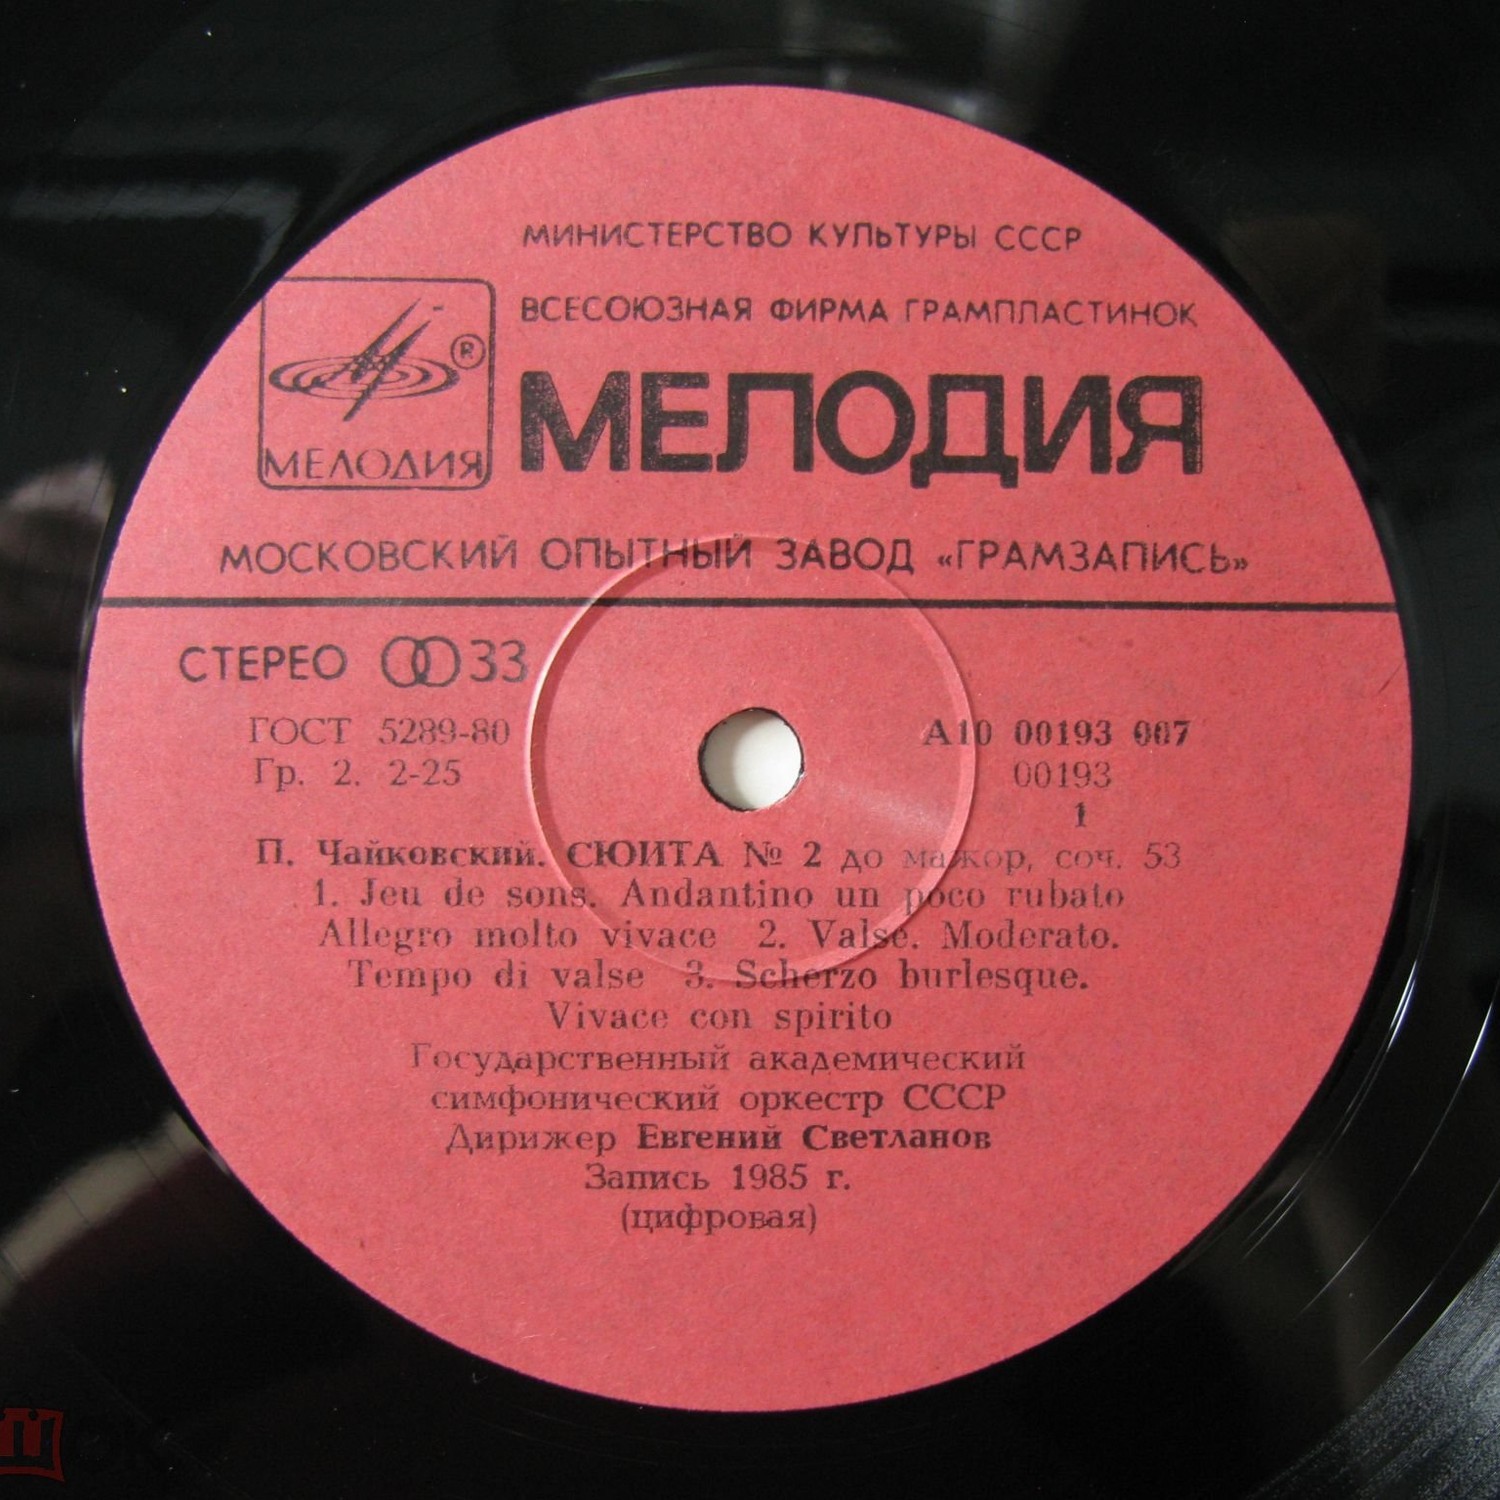 МИНИСТЕРСТВО КУЛЬТУРЫ СССР
ВСЕСОЮЗНАЯ ФИРМА ГРАМПЛАСТИНОК
®
МЕЛОДИЯ
МЕЛОДИЯ
МОСКОВСКИЙ ОПЫТНЫЙ ЗАВОД «ГРАМЗАПИСЬ»
СТЕРЕО 33
ГОСТ 5289-80
Гр. 2. 2-25
А10 00193 007
00193
1
П. Чайковский. СЮИТА № 2 до мажор, соч. 53
1. Jeu de sons. Andantino un poco rubato
Allegro molto vivace 2. Valse. Moderato.
Tempo di valse 3. Scherzo burlesque.
Vivace con spirito
Государственный академический
симфонический оркестр СССР
Дирижер Евгений Светланов
Запись 1985 г.
(цифровая)